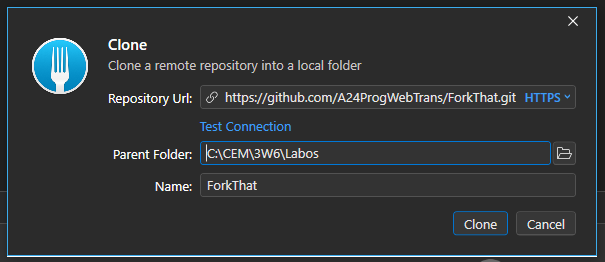 Clone
Clone a remote repository into a local folder
Repository Url: https://github.com/A24ProgWebTrans/ForkThat.git HTTPS
Test Connection
Parent Folder: C:\CEM\3W6\Labos
Name: ForkThat
Clone Cancel